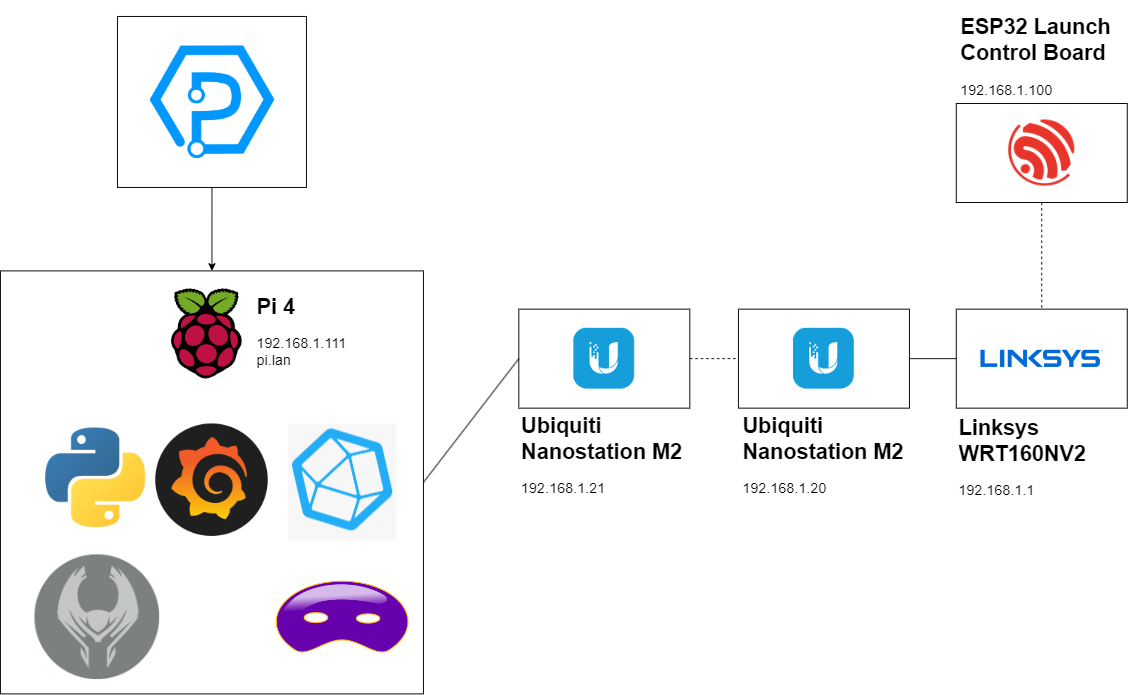 ESP32 Launch
Control Board
192.168.1.100
Pi 4
192.168.1.111
pi.lan
LINKSYS
Ubiquiti
Nanostation M2
192.168.1.21
Ubiquiti
Nanostation M2
192.168.1.20
Linksys
WRT160NV2
192.168.1.1